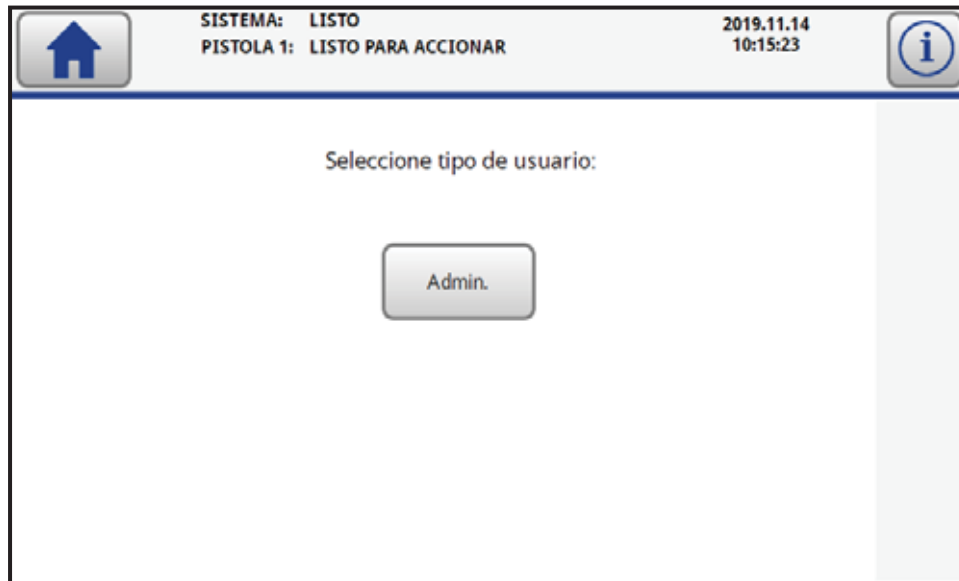 SISTEMA: LISTO
2019.11.14
PISTOLA 1: LISTO PARA ACCIONAR
10:15:23
i
Seleccione tipo de usuario:
Admin.